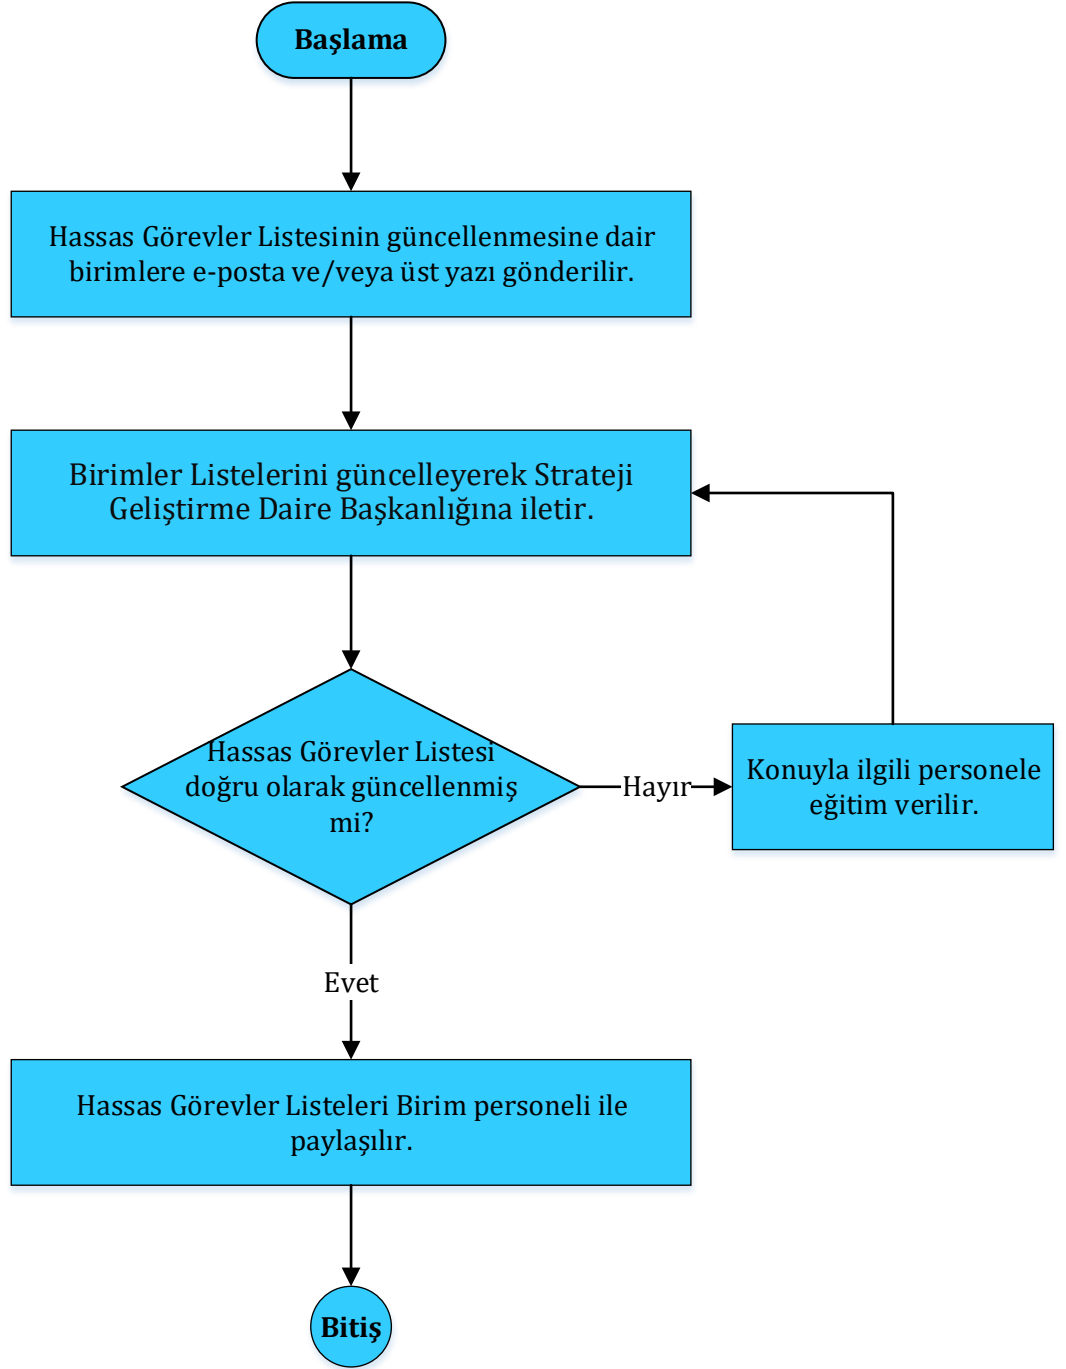 Başlama
Hassas Görevler Listesinin güncellenmesine dair
birimlere e-posta ve/veya üst yazı gönderilir.
Birimler Listelerini güncelleyerek Strateji
Geliştirme Daire Başkanlığına iletir.
Hassas Görevler Listesi
doğru olarak güncellenmiş
mi?
Hayır
Konuyla ilgili personele
eğitim verilir.
Evet
Hassas Görevler Listeleri Birim personeli ile
paylaşılır.
Bitiş